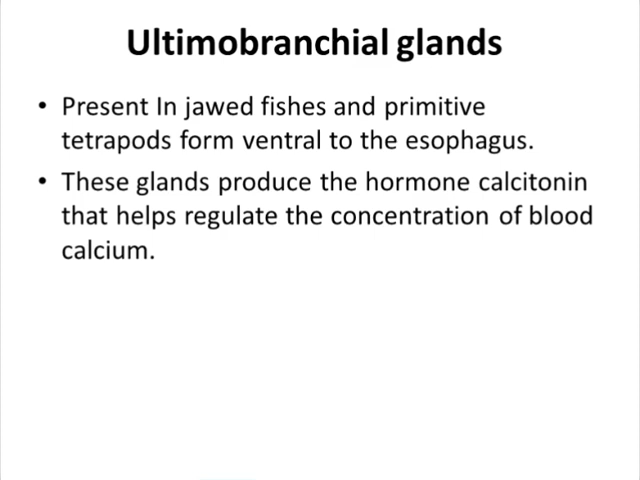 Ultimobranchial glands
• Present In jawed fishes and primitive
tetrapods form ventral to the esophagus.
• These glands produce the hormone calcitonin
that helps regulate the concentration of blood
calcium.